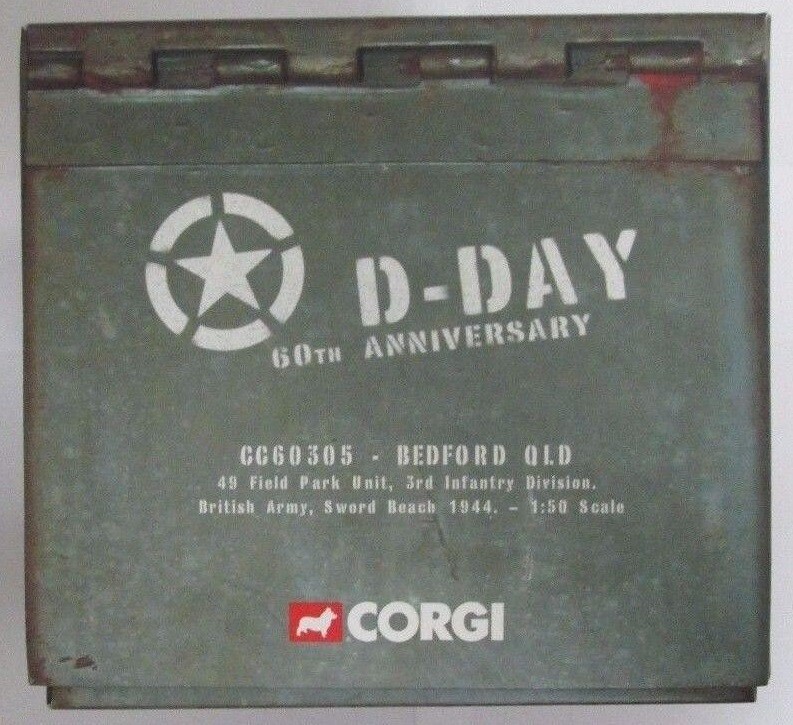 D-DAY
60TH ANNIVERSARY
CC60305 - BEDFORD QLD
49 Field Park Unit, 3rd Infantry Division.
British Army, Sword Beach 1944. - 1:50 Scale
CORGI